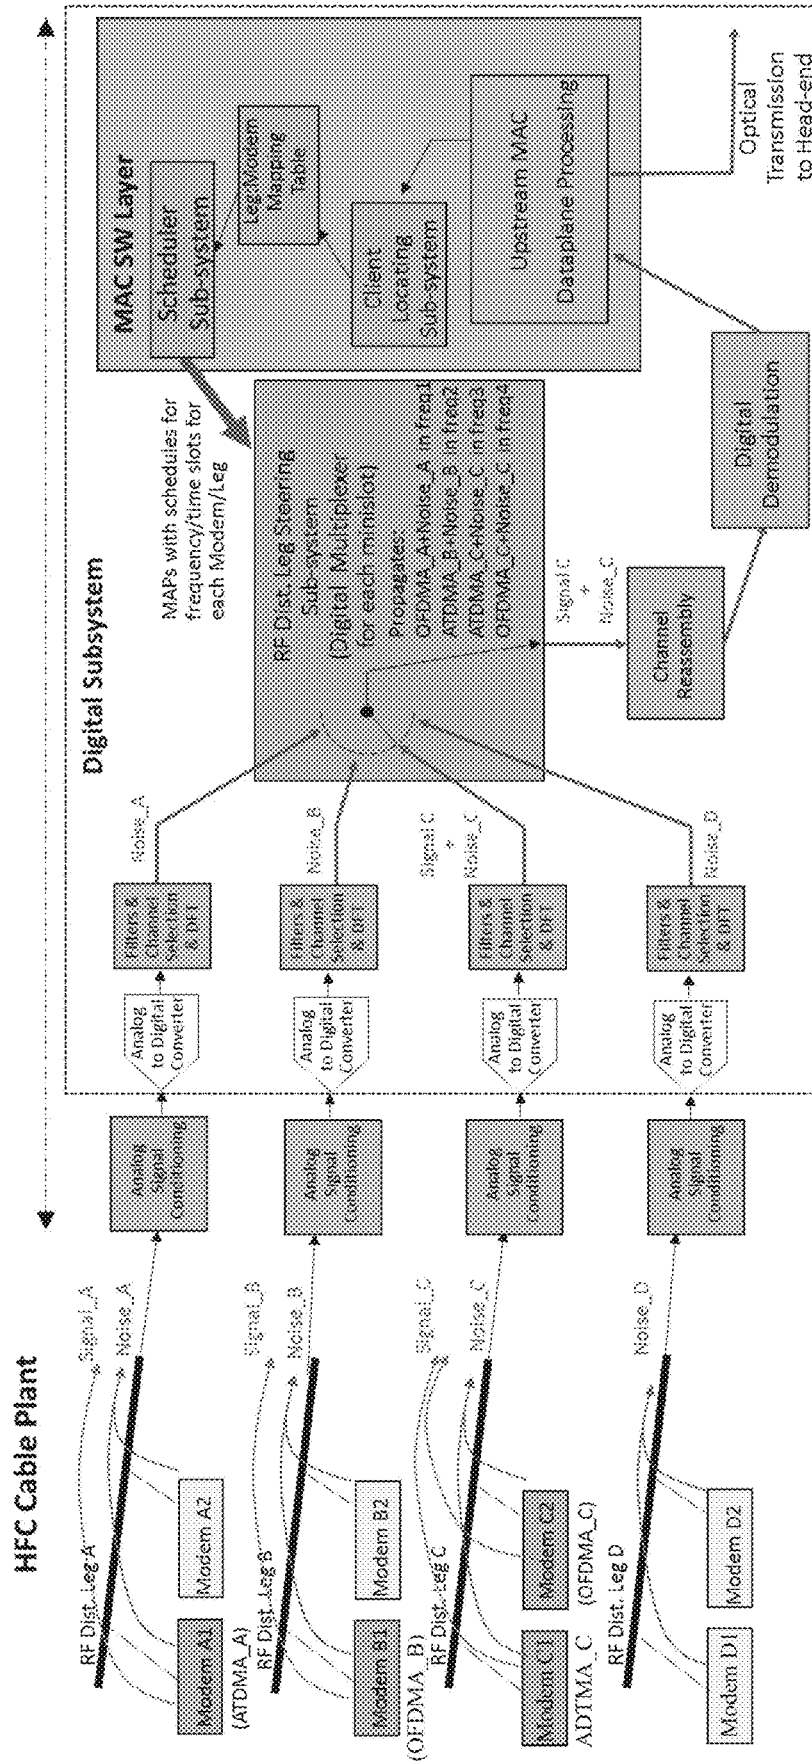 HFC Cable Plant
Digital Subsystem
RF Dist. Leg A
Modem A1
(ATDMA_A)
Modem A2
Signal_A
Noise_A
Analog
Signal
Conditioning
Analog
to Digital
Converter
Filters &
Channel
Selection
& DFT
Noise_A
RF Dist. Leg B
Modem B1
(OFDMA_B)
Modem B2
Signal_B
Noise_B
Analog
Signal
Conditioning
Analog
to Digital
Converter
Filters &
Channel
Selection
& DFT
Noise_B
RF Dist. Leg C
Modem C1
ADTMA_C
Modem C2
(OFDMA_C)
Signal_C
Noise_C
Analog
Signal
Conditioning
Analog
to Digital
Converter
Filters &
Channel
Selection
& DFT
Signal C
+
Noise_C
RF Dist. Leg D
Modem D1
Modem D2
Noise_D
Analog
Signal
Conditioning
Analog
to Digital
Converter
Filters &
Channel
Selection
& DFT
Noise_D
MAPs with schedules for
frequency/time slots for
each Modem/Leg
RF Dist. Leg Steering
Sub-system
(Digital Multiplexer
for each minislot)
Propagates:
OFDMA_A+Noise_A in freq1
ATDMA_B+Noise_B in freq2
ATDMA_C+Noise_C in freq3
OFDMA_C+Noise_C in freq4
Signal C
+
Noise_C
Channel
Reassembly
Digital
Demodulation
MAC SW Layer
Scheduler
Sub-system
Leg:Modem
Mapping
Table
Client
Locating
Sub-system
Upstream MAC
Dataplane Processing
Optical
Transmission
to Head-end